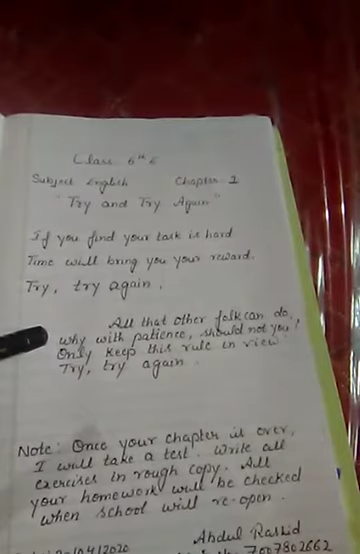 Class 6th E
Subject English Chapter 1
"Try and Try Again"
If you find your task is hard
Time will bring you your reward.
Try, try again.
All that other folk can do,
why with patience, should not you!
Only keep this rule in view
Try, try again.
Note: Once your chapter is over,
I will take a test. Write all
exercises in rough copy. All
your homework will be checked
when school will re-open.
Abdul Rashid
/04/2020
7007802662